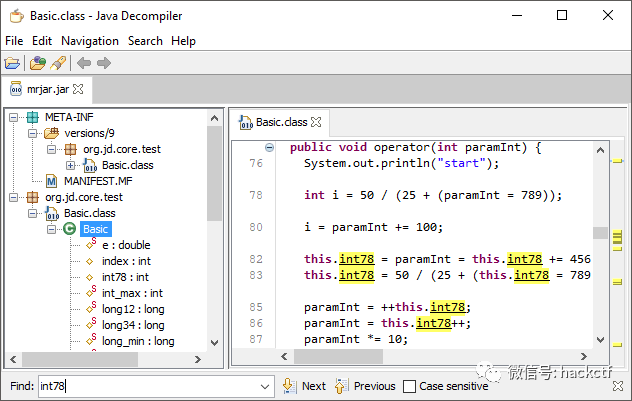 Basic.class - Java Decompiler
File Edit Navigation Search Help
mrjar.jar
META-INF
versions/9
org.jd.core.test
Basic.class
MANIFEST.MF
org.jd.core.test
Basic.class
Basic
e : double
index : int
int78 : int
int_max : int
long12 : long
long34 : long
long_min : long
Basic.class
public void operator(int paramInt) {
76 System.out.println("start");
78 int i = 50 / (25 + (paramInt = 789));
80 i = paramInt += 100;
82 this.int78 = paramInt = this.int78 += 456
83 this.int78 = 50 / (25 + (this.int78 = 789
85 paramInt = ++this.int78;
86 paramInt = this.int78++;
87 paramInt *= 10;
Find: int78 Next Previous Case sensitive
微信号: hackctf